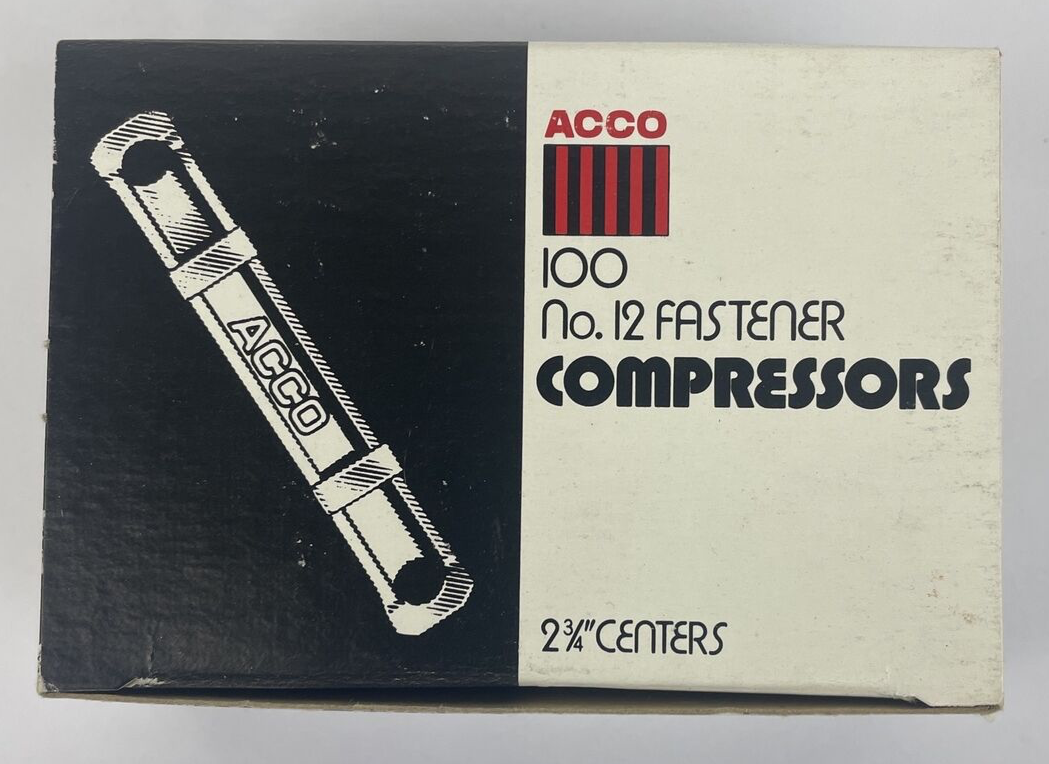 ACCO
ACCO
100
No. 12 FASTENER
COMPRESSORS
2¾" CENTERS